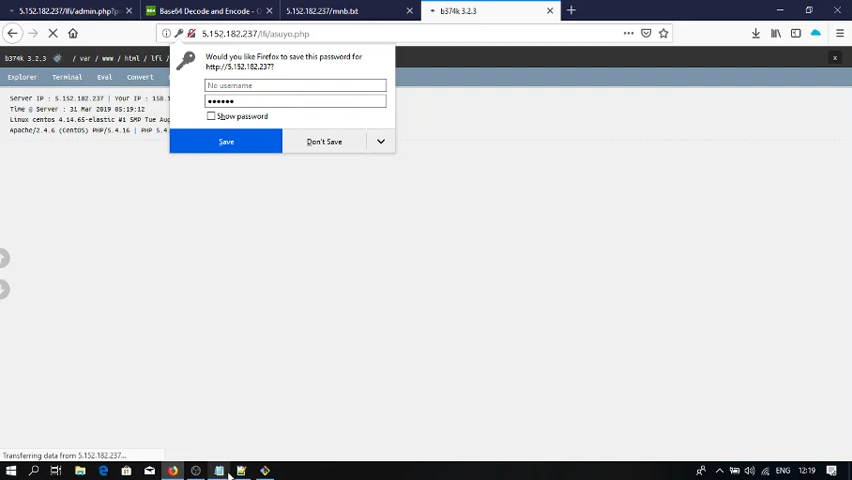 5.152.182.237/lfi/admin.php?p=
Base64 Decode and Encode - O
5.152.182.237/mnb.txt
b374k 3.2.3
5.152.182.237/lfi/asuyo.php
b374k 3.2.3 / var / www / html / lfi /
x
Explorer Terminal Eval Convert
Server IP : 5.152.182.237 | Your IP : 150.1
Time @ Server : 31 Mar 2019 05:19:12
Linux centos 4.14.65-elastic #1 SMP Tue Aug
Apache/2.4.6 (CentOS) PHP/5.4.16 | PHP 5.4
Would you like Firefox to save this password for
http://5.152.182.237?
No username
Show password
Save
Don't Save
Transferring data from 5.152.182.237...
ENG
12:19